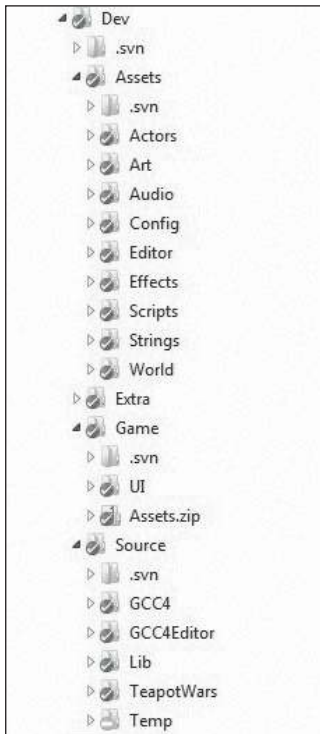 Dev
.svn
Assets
.svn
Actors
Art
Audio
Config
Editor
Effects
Scripts
Strings
World
Extra
Game
.svn
UI
Assets.zip
Source
.svn
GCC4
GCC4Editor
Lib
TeapotWars
Temp